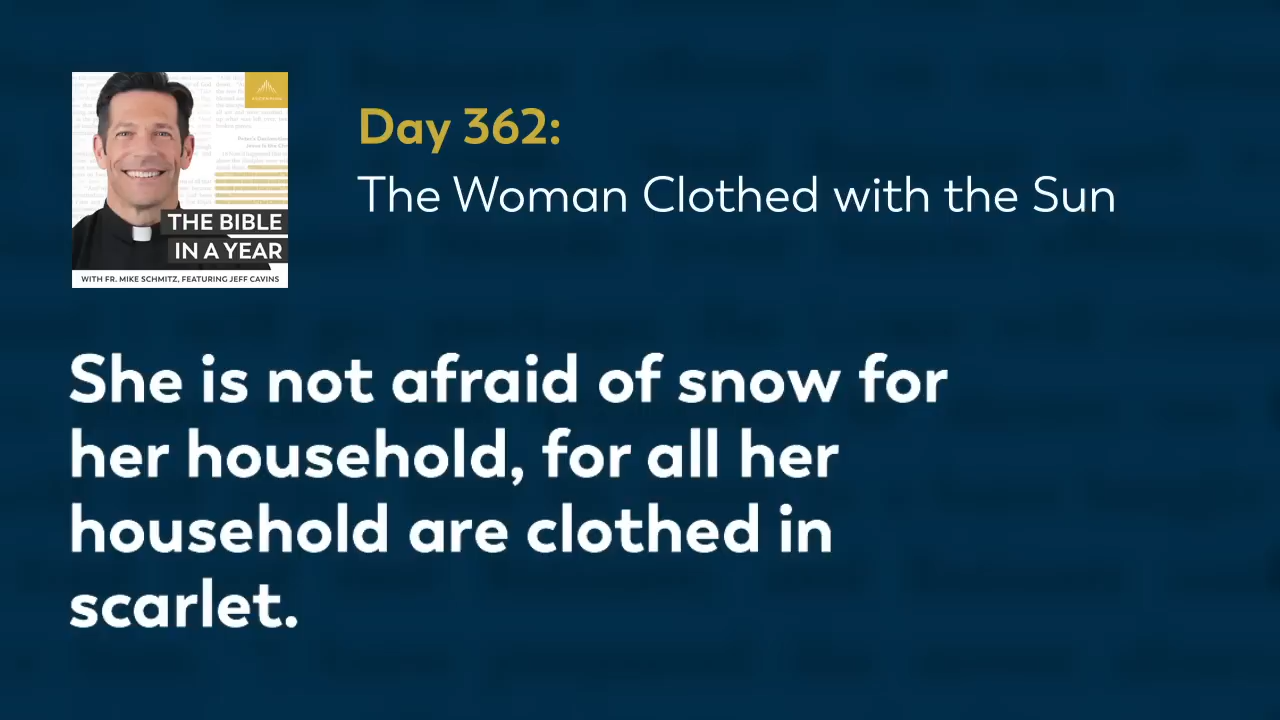 Day 362:
The Woman Clothed with the Sun
THE BIBLE
IN A YEAR
WITH FR. MIKE SCHMITZ, FEATURING JEFF CAVINS
She is not afraid of snow for
her household, for all her
household are clothed in
scarlet.